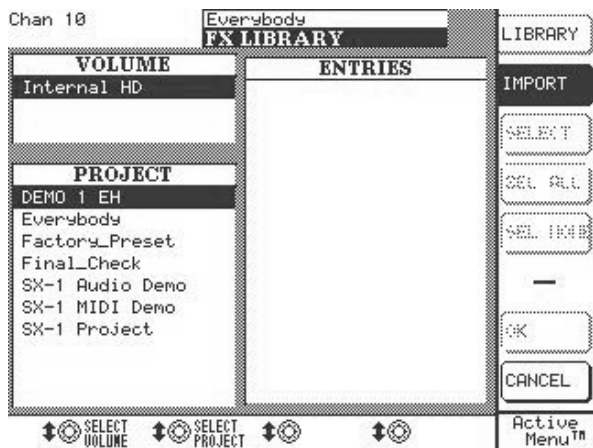 Chan 10
Everybody
FX LIBRARY
VOLUME
Internal HD
PROJECT
DEMO 1 EH
Everybody
Factory_Preset
Final_Check
SX-1 Audio Demo
SX-1 MIDI Demo
SX-1 Project
ENTRIES
LIBRARY
IMPORT
SELECT
SEL ALL
SEL NONE
OK
CANCEL
SELECT VOLUME
SELECT PROJECT
Active
Menu™